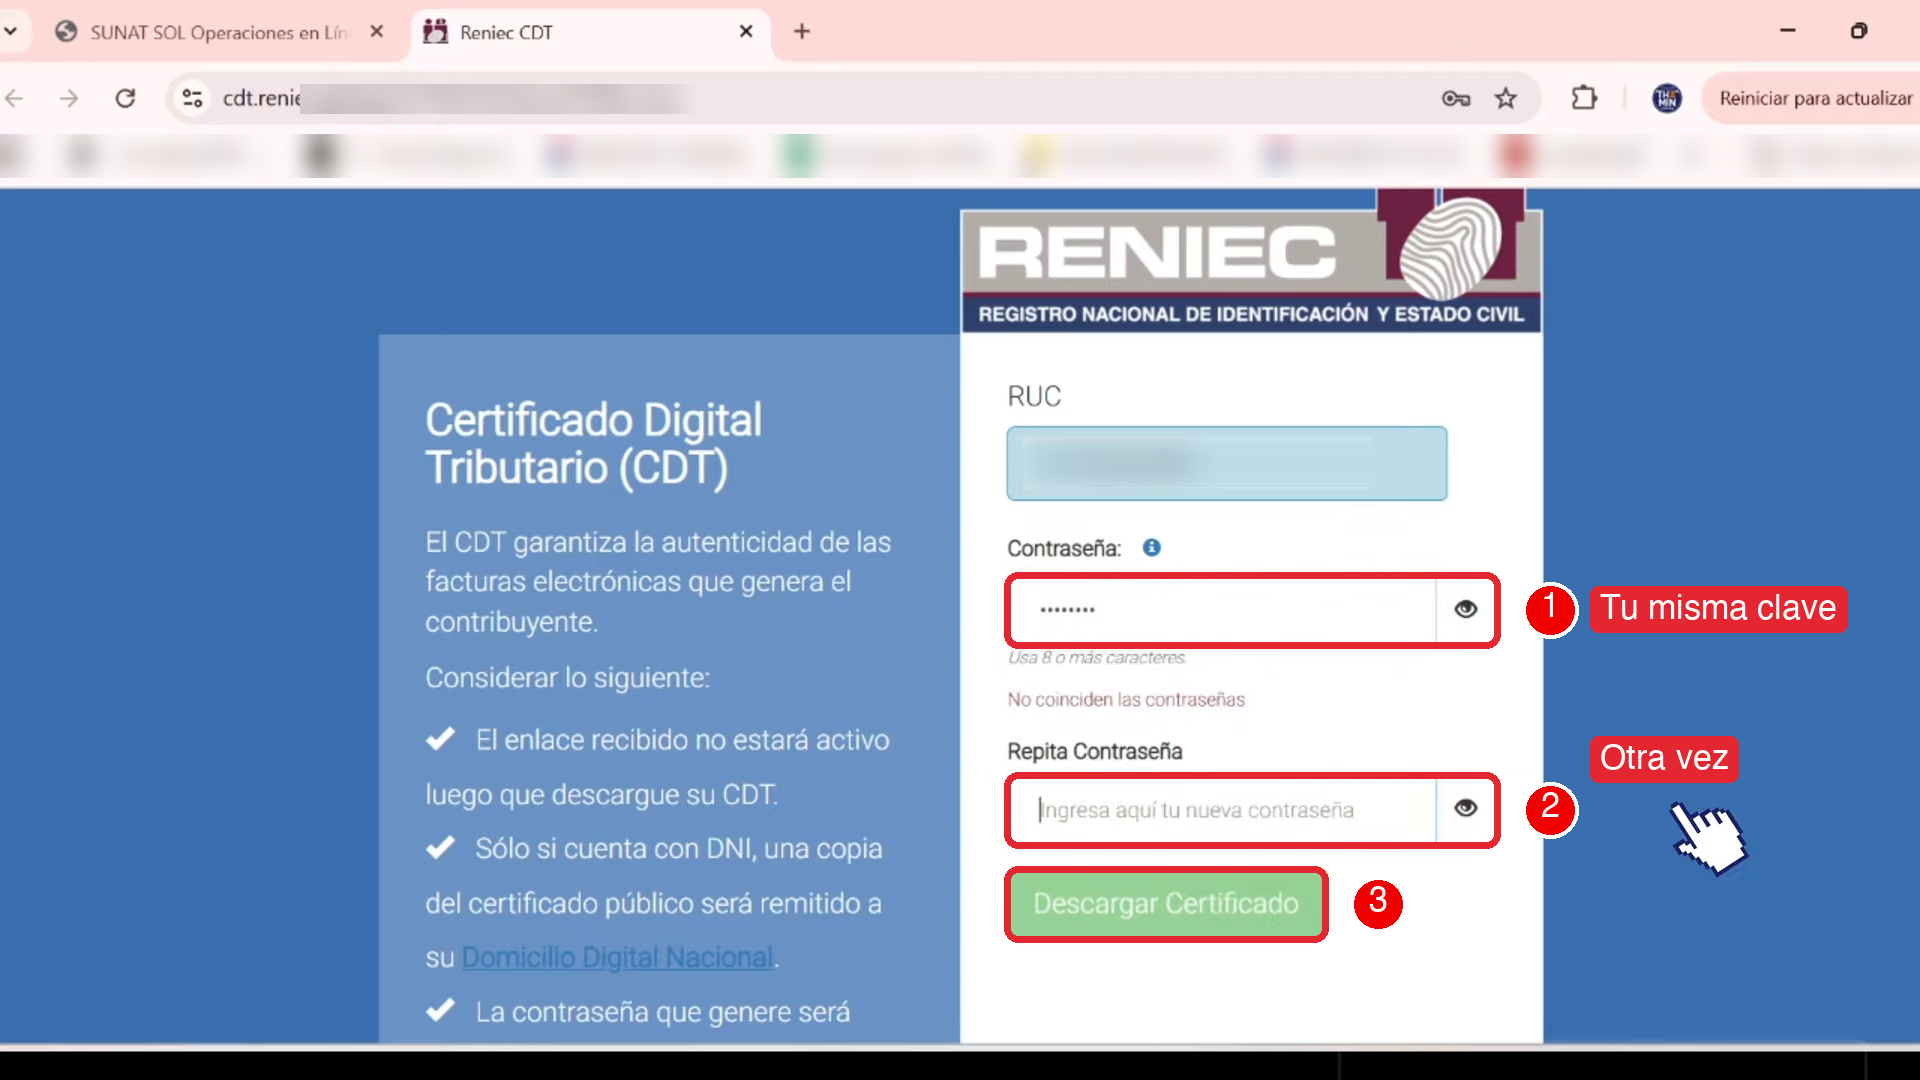 SUNAT SOL Operaciones en Lín
Reniec CDT
cdt.renie
Reiniciar para actualizar
RENIEC
REGISTRO NACIONAL DE IDENTIFICACIÓN Y ESTADO CIVIL
Certificado Digital
Tributario (CDT)
El CDT garantiza la autenticidad de las
facturas electrónicas que genera el
contribuyente.
Considerar lo siguiente:
El enlace recibido no estará activo
luego que descargue su CDT.
Sólo si cuenta con DNI, una copia
del certificado público será remitido a
su Domicilio Digital Nacional.
La contraseña que genere será
RUC
Contraseña:
1 Tu misma clave
Usa 8 o más caracteres.
No coinciden las contraseñas
Repita Contraseña
Otra vez
Ingresa aquí tu nueva contraseña
2
Descargar Certificado
3